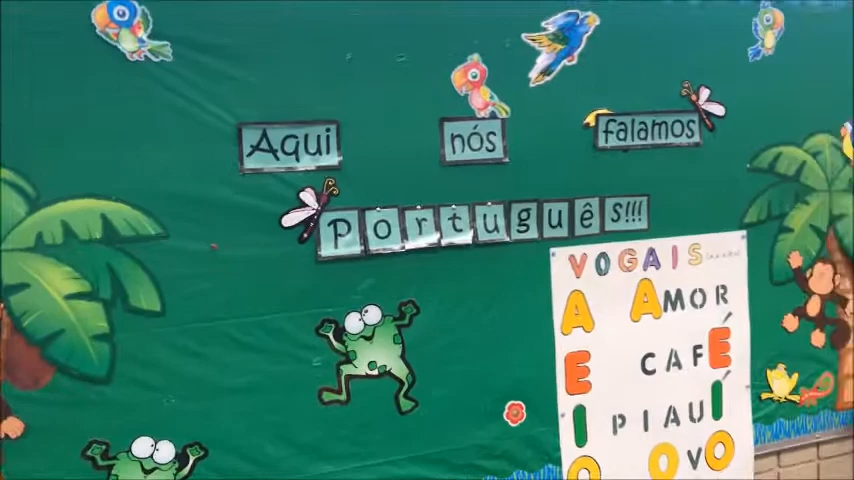 Aqui nós falamos
Português!!!
VOGAIS
A AMOR
E CAFÉ
I PIAUÍ
O OVO